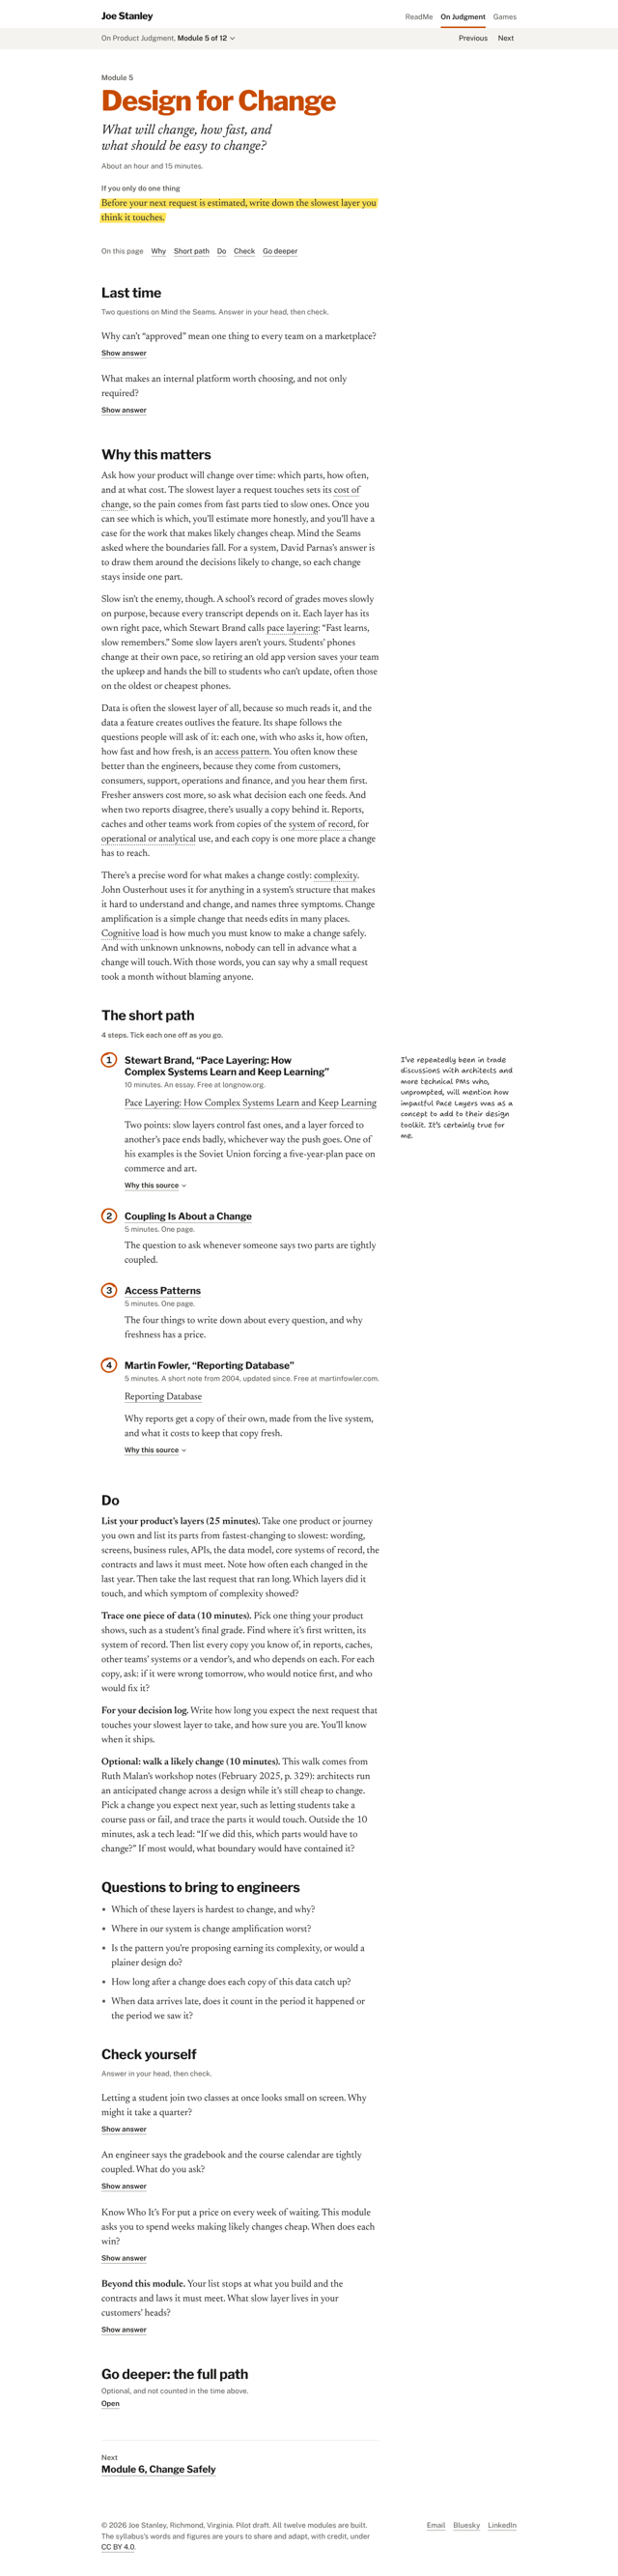 Joe Stanley
ReadMe On Judgment Games
On Product Judgment, Module 5 of 12
Previous Next
Module 5
Design for Change
What will change, how fast, and
what should be easy to change?
About an hour and 15 minutes.
If you only do one thing
Before your next request is estimated, write down the slowest layer you
think it touches.
On this page Why Short path Do Check Go deeper
Last time
Two questions on Mind the Seams. Answer in your head, then check.
Why can't “approved” mean one thing to every team on a marketplace?
Show answer
What makes an internal platform worth choosing, and not only
required?
Show answer
Why this matters
Ask how your product will change over time: which parts, how often,
and at what cost. The slowest layer a request touches sets its cost of
change, so the pain comes from fast parts tied to slow ones. Once you
can see which is which, you'll estimate more honestly, and you'll have a
case for the work that makes likely changes cheap. Mind the Seams
asked where the boundaries fall. For a system, David Parnas's answer is
to draw them around the decisions likely to change, so each change
stays inside one part.
Slow isn't the enemy, though. A school's record of grades moves slowly
on purpose, because every transcript depends on it. Each layer has its
own right pace, which Stewart Brand calls pace layering: “Fast learns,
slow remembers.” Some slow layers aren't yours. Students' phones
change at their own pace, so retiring an old app version saves your team
the upkeep and hands the bill to students who can't update, often those
on the oldest or cheapest phones.
Data is often the slowest layer of all, because so much reads it, and the
data a feature creates outlives the feature. Its shape follows the
questions people will ask of it: each one, with who asks it, how often,
how fast and how fresh, is an access pattern. You often know these
better than the engineers, because they come from customers,
consumers, support, operations and finance, and you hear them first.
Fresher answers cost more, so ask what decision each one feeds. And
when two reports disagree, there's usually a copy behind it. Reports,
caches and other teams work from copies of the system of record, for
operational or analytical use, and each copy is one more place a change
has to reach.
There's a precise word for what makes a change costly: complexity.
John Ousterhout uses it for anything in a system's structure that makes
it hard to understand and change, and names three symptoms. Change
amplification is a simple change that needs edits in many places.
Cognitive load is how much you must know to make a change safely.
And with unknown unknowns, nobody can tell in advance what a
change will touch. With those words, you can say why a small request
took a month without blaming anyone.
The short path
4 steps. Tick each one off as you go.
1
Stewart Brand, “Pace Layering: How
Complex Systems Learn and Keep Learning”
10 minutes. An essay. Free at longnow.org.
Pace Layering: How Complex Systems Learn and Keep Learning
Two points: slow layers control fast ones, and a layer forced to
another's pace ends badly, whichever way the push goes. One of
his examples is the Soviet Union forcing a five-year-plan pace on
commerce and art.
Why this source
I've repeatedly been in trade
discussions with architects and
more technical PMs who,
unprompted, will mention how
impactful Pace Layers was as a
concept to add to their design
toolkit. It's certainly true for
me.
2
Coupling Is About a Change
5 minutes. One page.
The question to ask whenever someone says two parts are tightly
coupled.
3
Access Patterns
5 minutes. One page.
The four things to write down about every question, and why
freshness has a price.
4
Martin Fowler, “Reporting Database”
5 minutes. A short note from 2004, updated since. Free at martinfowler.com.
Reporting Database
Why reports get a copy of their own, made from the live system,
and what it costs to keep that copy fresh.
Why this source
Do
List your product's layers (25 minutes). Take one product or journey
you own and list its parts from fastest-changing to slowest: wording,
screens, business rules, APIs, the data model, core systems of record, the
contracts and laws it must meet. Note how often each changed in the
last year. Then take the last request that ran long. Which layers did it
touch, and which symptom of complexity showed?
Trace one piece of data (10 minutes). Pick one thing your product
shows, such as a student's final grade. Find where it's first written, its
system of record. Then list every copy you know of, in reports, caches,
other teams' systems or a vendor's, and who depends on each. For each
copy, ask: if it were wrong tomorrow, who would notice first, and who
would fix it?
For your decision log. Write how long you expect the next request that
touches your slowest layer to take, and how sure you are. You'll know
when it ships.
Optional: walk a likely change (10 minutes). This walk comes from
Ruth Malan's workshop notes (February 2025, p. 329): architects run
an anticipated change across a design while it's still cheap to change.
Pick a change you expect next year, such as letting students take a
course pass or fail, and trace the parts it would touch. Outside the 10
minutes, ask a tech lead: “If we did this, which parts would have to
change?” If most would, what boundary would have contained it?
Questions to bring to engineers
• Which of these layers is hardest to change, and why?
• Where in our system is change amplification worst?
• Is the pattern you're proposing earning its complexity, or would a
plainer design do?
• How long after a change does each copy of this data catch up?
• When data arrives late, does it count in the period it happened or
the period we saw it?
Check yourself
Answer in your head, then check.
Letting a student join two classes at once looks small on screen. Why
might it take a quarter?
Show answer
An engineer says the gradebook and the course calendar are tightly
coupled. What do you ask?
Show answer
Know Who It's For put a price on every week of waiting. This module
asks you to spend weeks making likely changes cheap. When does each
win?
Show answer
Beyond this module. Your list stops at what you build and the
contracts and laws it must meet. What slow layer lives in your
customers' heads?
Show answer
Go deeper: the full path
Optional, and not counted in the time above.
Open
Next
Module 6, Change Safely
© 2026 Joe Stanley, Richmond, Virginia. Pilot draft. All twelve modules are built.
The syllabus's words and figures are yours to share and adapt, with credit, under
CC BY 4.0.
Email Bluesky LinkedIn